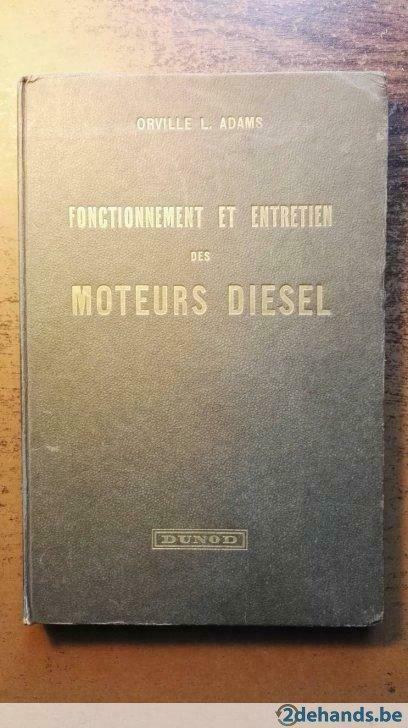 ORVILLE L. ADAMS
FONCTIONNEMENT ET ENTRETIEN
DES
MOTEURS DIESEL
DUNOD
2dehands.be